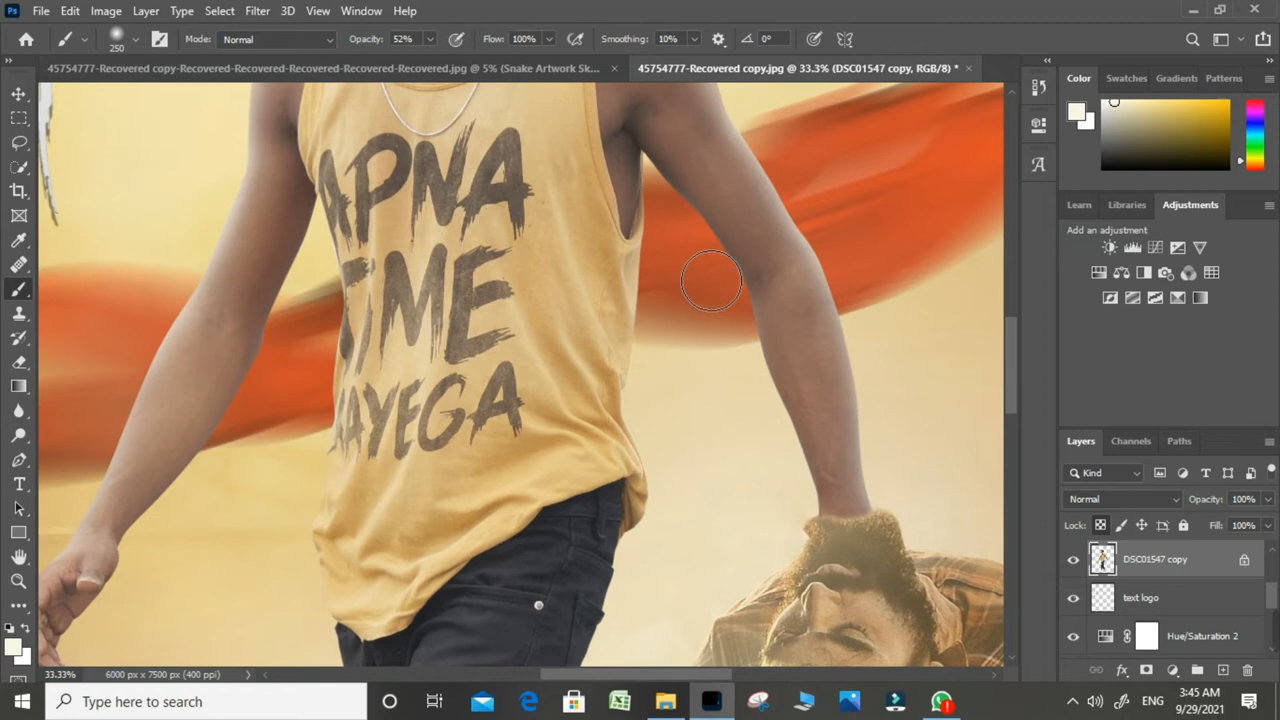 Ps File Edit Image Layer Type Select Filter 3D View Window Help
250 Mode: Normal Opacity: 52% Flow: 100% Smoothing: 10% 0°
45754777-Recovered copy-Recovered-Recovered-Recovered-Recovered-Recovered.jpg @ 5% (Snake Artwork Sk... × 45754777-Recovered copy.jpg @ 33.3% (DSC01547 copy, RGB/8) * ×
Color Swatches Gradients Patterns
Learn Libraries Adjustments
Add an adjustment
APNA
TIME
AAYEGA
Layers Channels Paths
Kind
Normal Opacity: 100%
Lock: Fill: 100%
DSC01547 copy
text logo
Hue/Saturation 2
33.33% 6000 px x 7500 px (400 ppi)
Type here to search
ENG
3:45 AM
9/29/2021